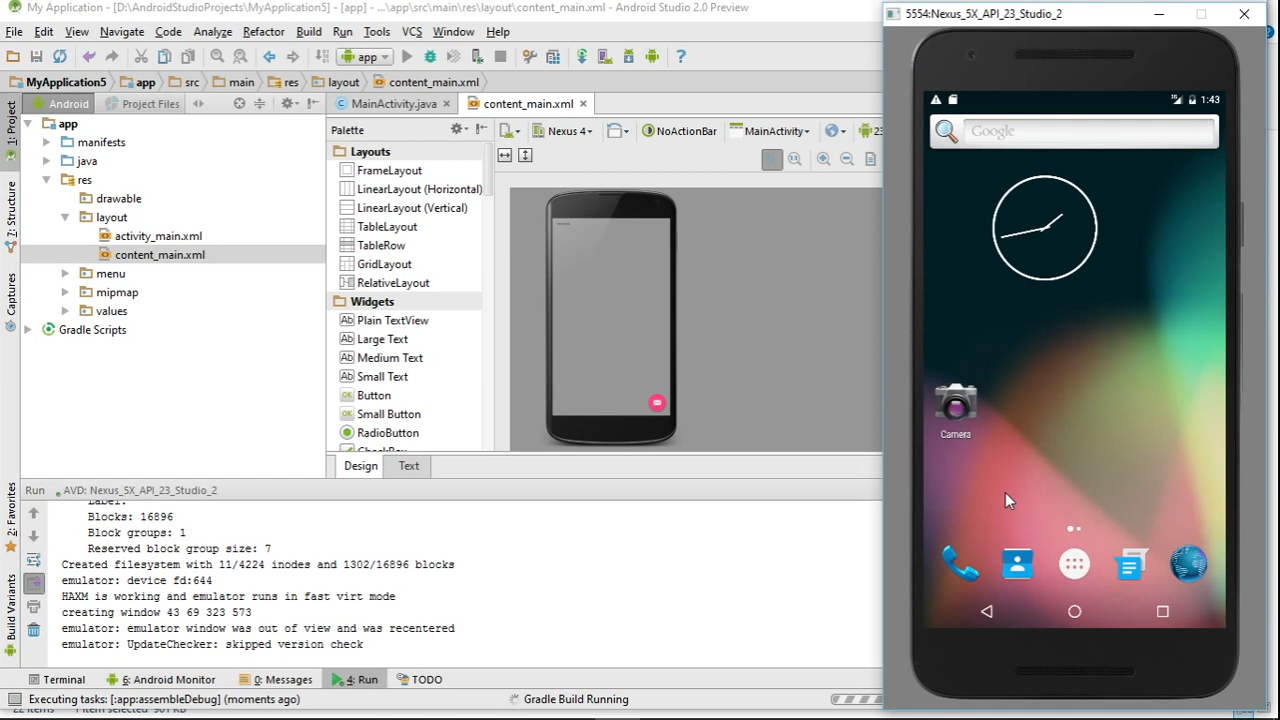 My Application - [D:\AndroidStudioProjects\MyApplication5] - [app] - ...\app\src\main\res\layout\content_main.xml - Android Studio 2.0 Preview
File Edit View Navigate Code Analyze Refactor Build Run Tools VCS Window Help
app
MyApplication5 app src main res layout content_main.xml
Android Project Files
MainActivity.java content_main.xml
1: Project
7: Structure
Captures
2: Favorites
Build Variants
app
manifests
java
res
drawable
layout
activity_main.xml
content_main.xml
menu
mipmap
values
Gradle Scripts
Palette
Layouts
FrameLayout
LinearLayout (Horizontal)
LinearLayout (Vertical)
TableLayout
TableRow
GridLayout
RelativeLayout
Widgets
Plain TextView
Large Text
Medium Text
Small Text
Button
Small Button
RadioButton
CheckBox
Nexus 4 NoActionBar MainActivity 23
Design Text
Run AVD: Nexus_5X_API_23_Studio_2
Label:
Blocks: 16896
Block groups: 1
Reserved block group size: 7
Created filesystem with 11/4224 inodes and 1302/16896 blocks
emulator: device fd:644
HAXM is working and emulator runs in fast virt mode
creating window 43 69 323 573
emulator: emulator window was out of view and was recentered
emulator: UpdateChecker: skipped version check
Terminal 6: Android Monitor 0: Messages 4: Run TODO
Executing tasks: [:app:assembleDebug] (moments ago) Gradle Build Running
5554:Nexus_5X_API_23_Studio_2
1:43
Google
Camera